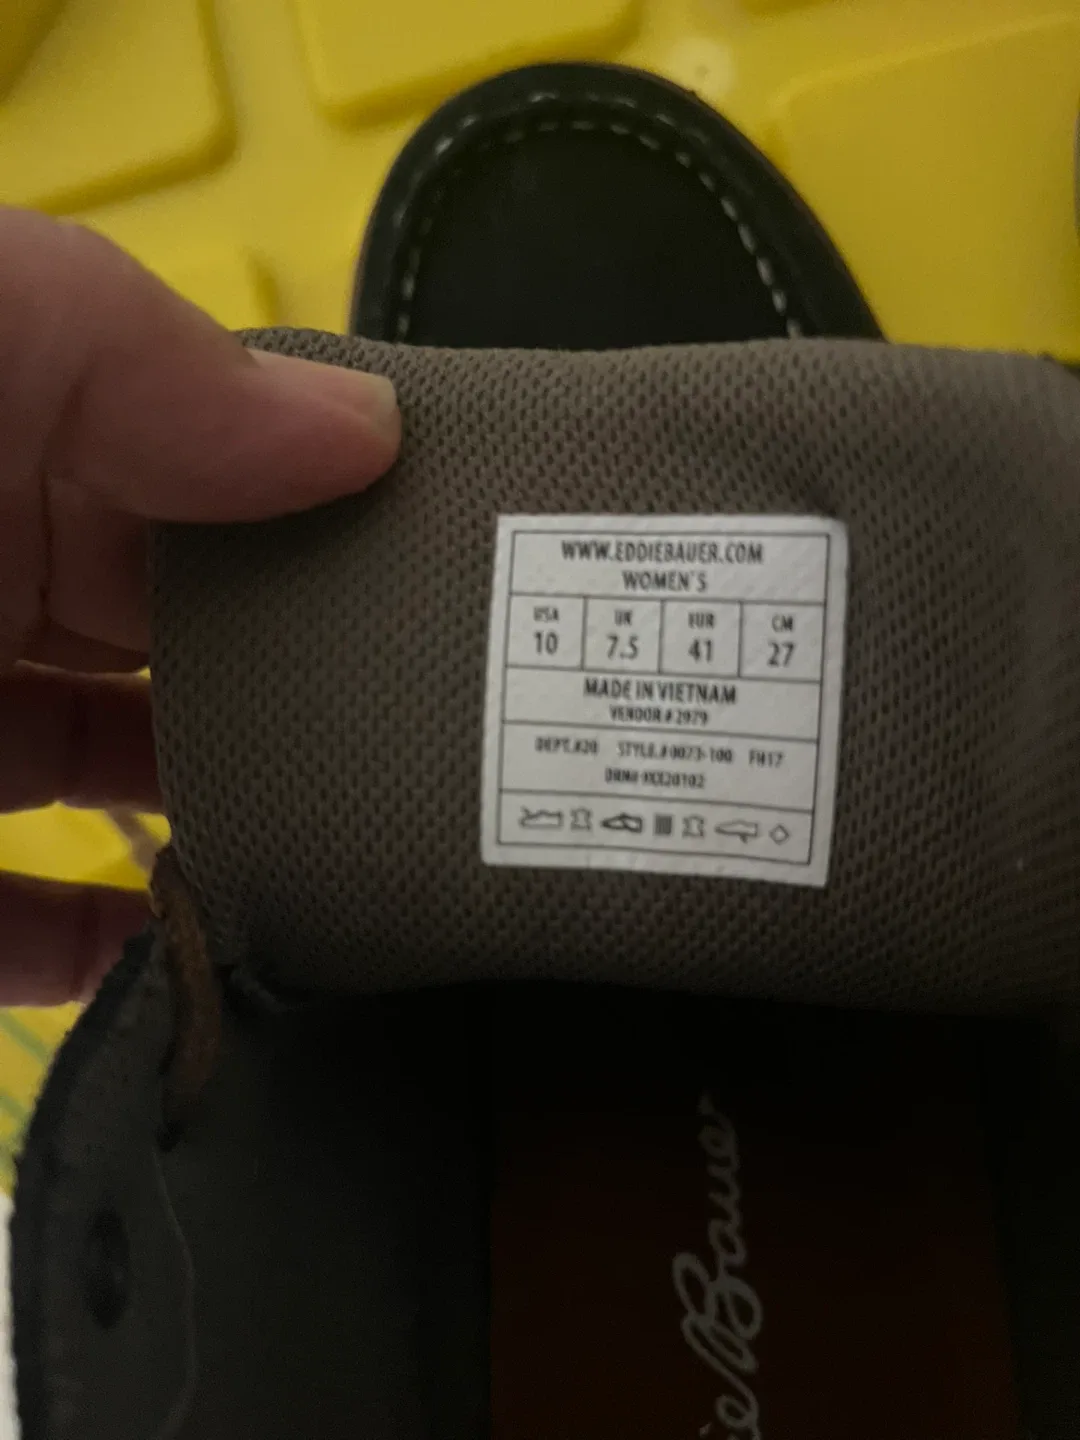 WWW.EDDIEBAUER.COM
WOMEN'S
USA UK EUR CM
10 7.5 41 27
MADE IN VIETNAM
VENDOR # 2979
DEPT.#20 STYLE.# 0073-100 FH17
Bauer